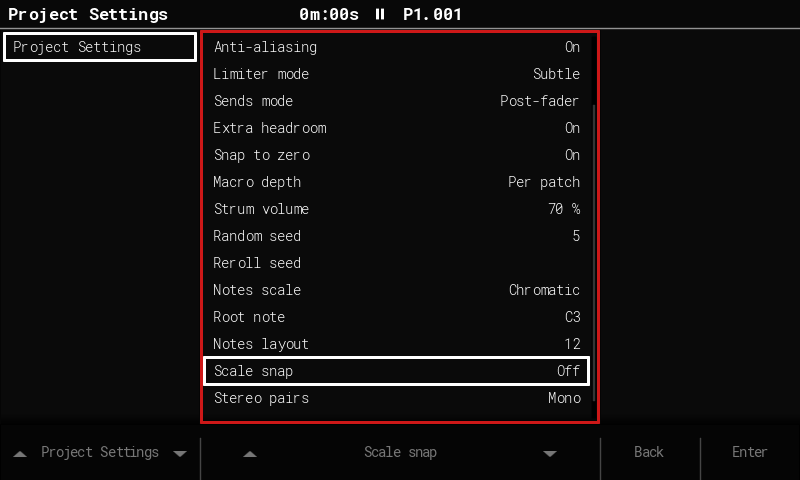 Project Settings 0m:00s P1.001
Project Settings
Anti-aliasing On
Limiter mode Subtle
Sends mode Post-fader
Extra headroom On
Snap to zero On
Macro depth Per patch
Strum volume 70 %
Random seed 5
Reroll seed
Notes scale Chromatic
Root note C3
Notes layout 12
Scale snap Off
Stereo pairs Mono
Project Settings Scale snap Back Enter